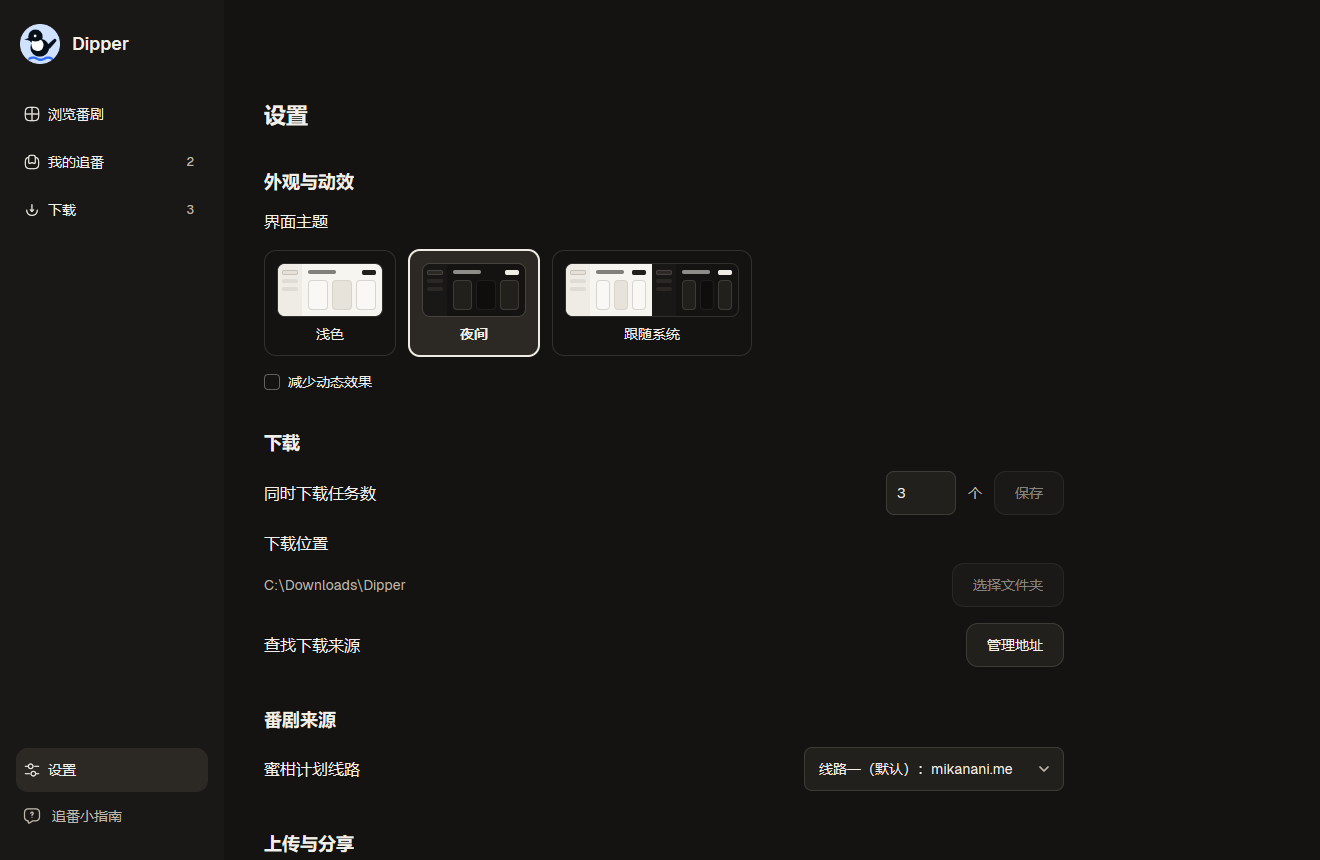 Dipper
浏览番剧
我的追番 2
下载 3
设置
追番小指南
设置
外观与动效
界面主题
浅色
夜间
跟随系统
减少动态效果
下载
同时下载任务数
3 个 保存
下载位置
C:\Downloads\Dipper
选择文件夹
查找下载来源
管理地址
番剧来源
蜜柑计划线路
线路一（默认）：mikanani.me
上传与分享